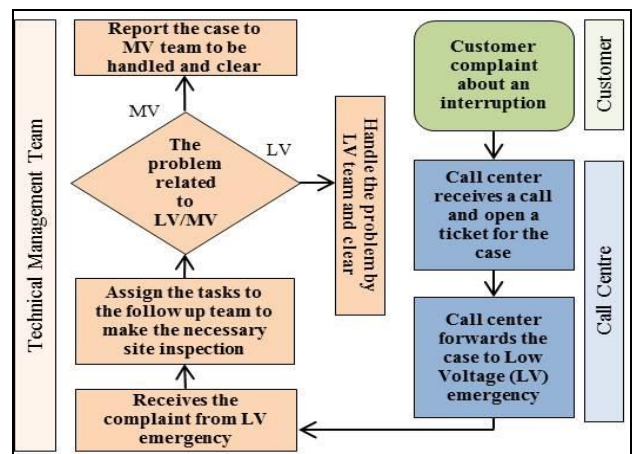 Technical Management Team
Report the case to
MV team to be
handled and clear
MV
LV
The
problem
related
to
LV/MV
Handle the problem by
LV team and clear
Assign the tasks to
the follow up team to
make the necessary
site inspection
Receives the
complaint from LV
emergency
Customer
complaint
about an
interruption
Customer
Call center
receives a call
and open a
ticket for the
case
Call center
forwards the
case to Low
Voltage (LV)
emergency
Call Centre